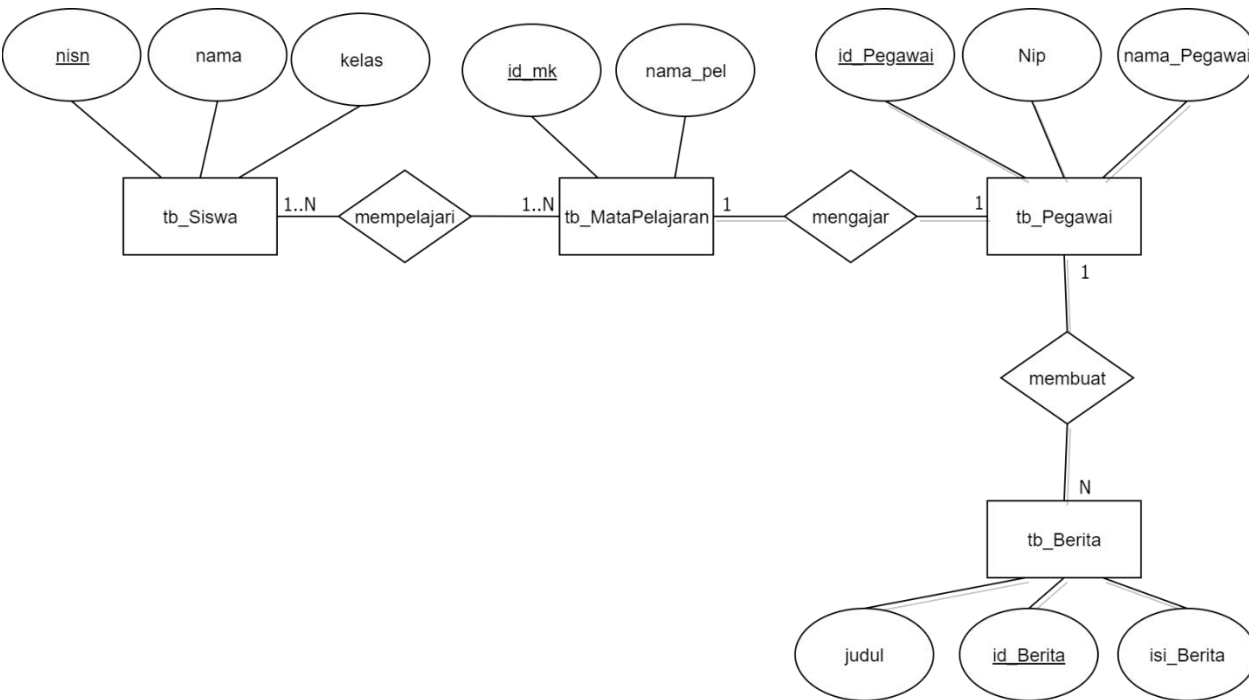 nisn
nama
kelas
id_mk
nama_pel
id_Pegawai
Nip
nama_Pegawai
tb_Siswa
1..N
mempelajari
1..N
tb_MataPelajaran
1
mengajar
1
tb_Pegawai
1
membuat
N
tb_Berita
judul
id_Berita
isi_Berita